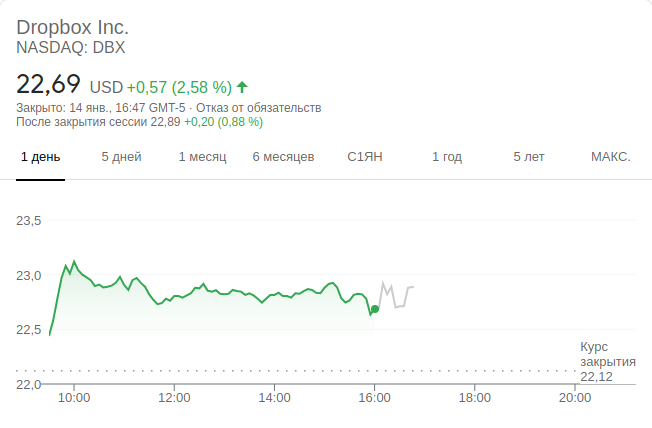 Dropbox Inc.
NASDAQ: DBX
22,69 USD +0,57 (2,58 %)
Закрыто: 14 янв., 16:47 GMT-5 · Отказ от обязательств
После закрытия сессии 22,89 +0,20 (0,88 %)
1 день 5 дней 1 месяц 6 месяцев С1ЯН 1 год 5 лет МАКС.
23,5
23,0
22,5
Курс
закрытия
22,12
22,0
10:00 12:00 14:00 16:00 18:00 20:00